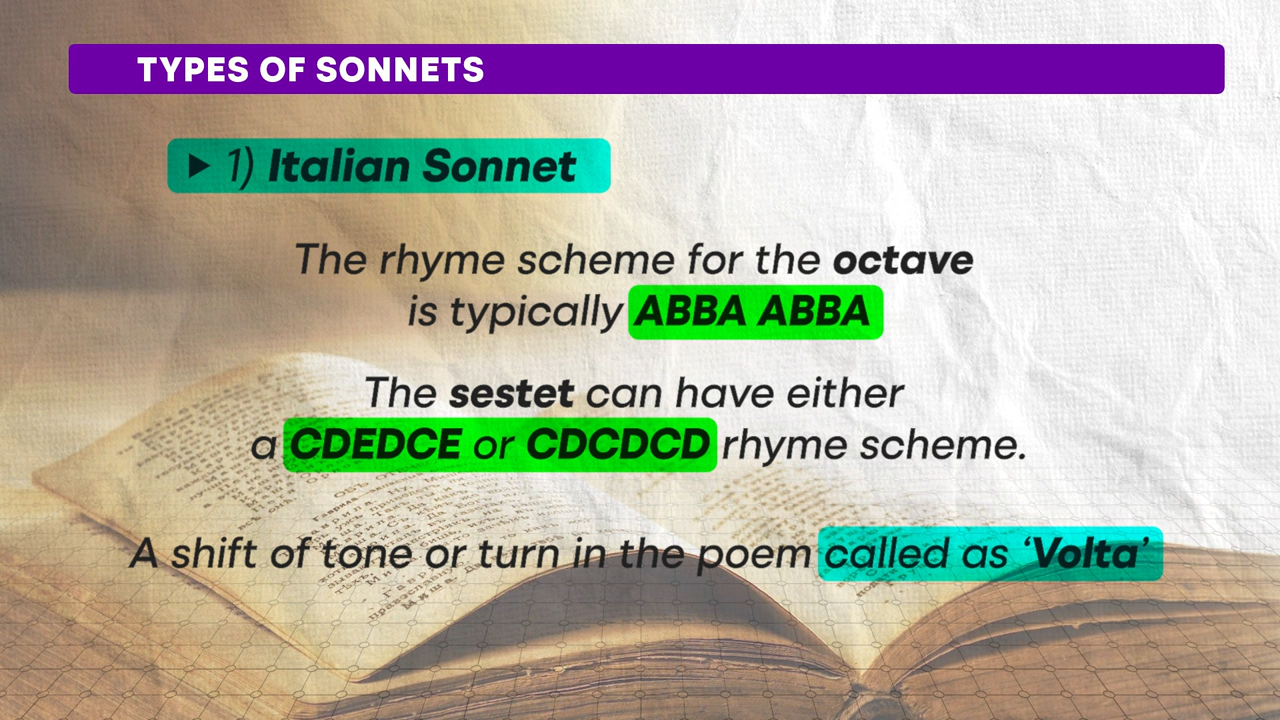 TYPES OF SONNETS
▶ 1) Italian Sonnet
The rhyme scheme for the octave
is typically ABBA ABBA
The sestet can have either
a CDEDCE or CDCDCD rhyme scheme.
A shift of tone or turn in the poem called as ‘Volta’